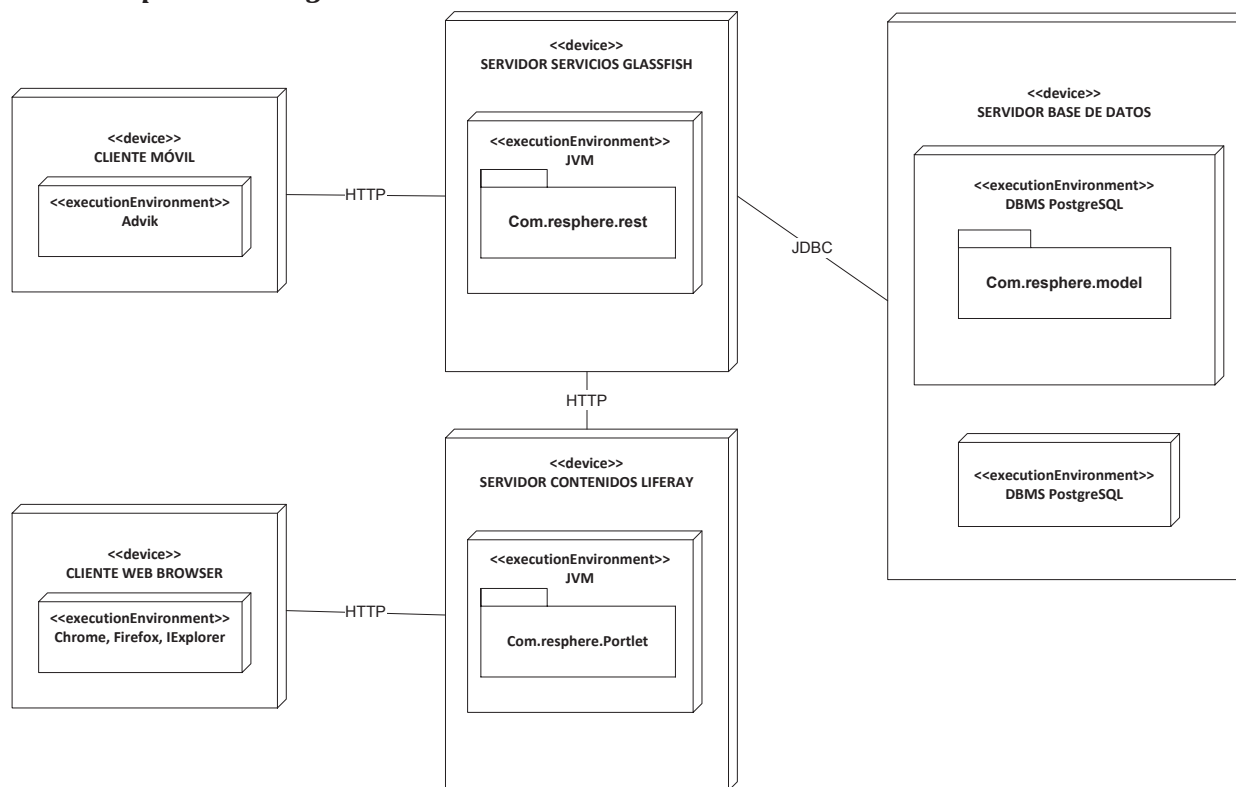 <<device>>
SERVIDOR SERVICIOS GLASSFISH
<<executionEnvironment>>
JVM
Com.resphere.rest
<<device>>
SERVIDOR BASE DE DATOS
<<executionEnvironment>>
DBMS PostgreSQL
Com.resphere.model
<<executionEnvironment>>
DBMS PostgreSQL
<<device>>
CLIENTE MÓVIL
<<executionEnvironment>>
Advik
HTTP
JDBC
HTTP
<<device>>
SERVIDOR CONTENIDOS LIFERAY
<<executionEnvironment>>
JVM
Com.resphere.Portlet
<<device>>
CLIENTE WEB BROWSER
<<executionEnvironment>>
Chrome, Firefox, IExplorer
HTTP